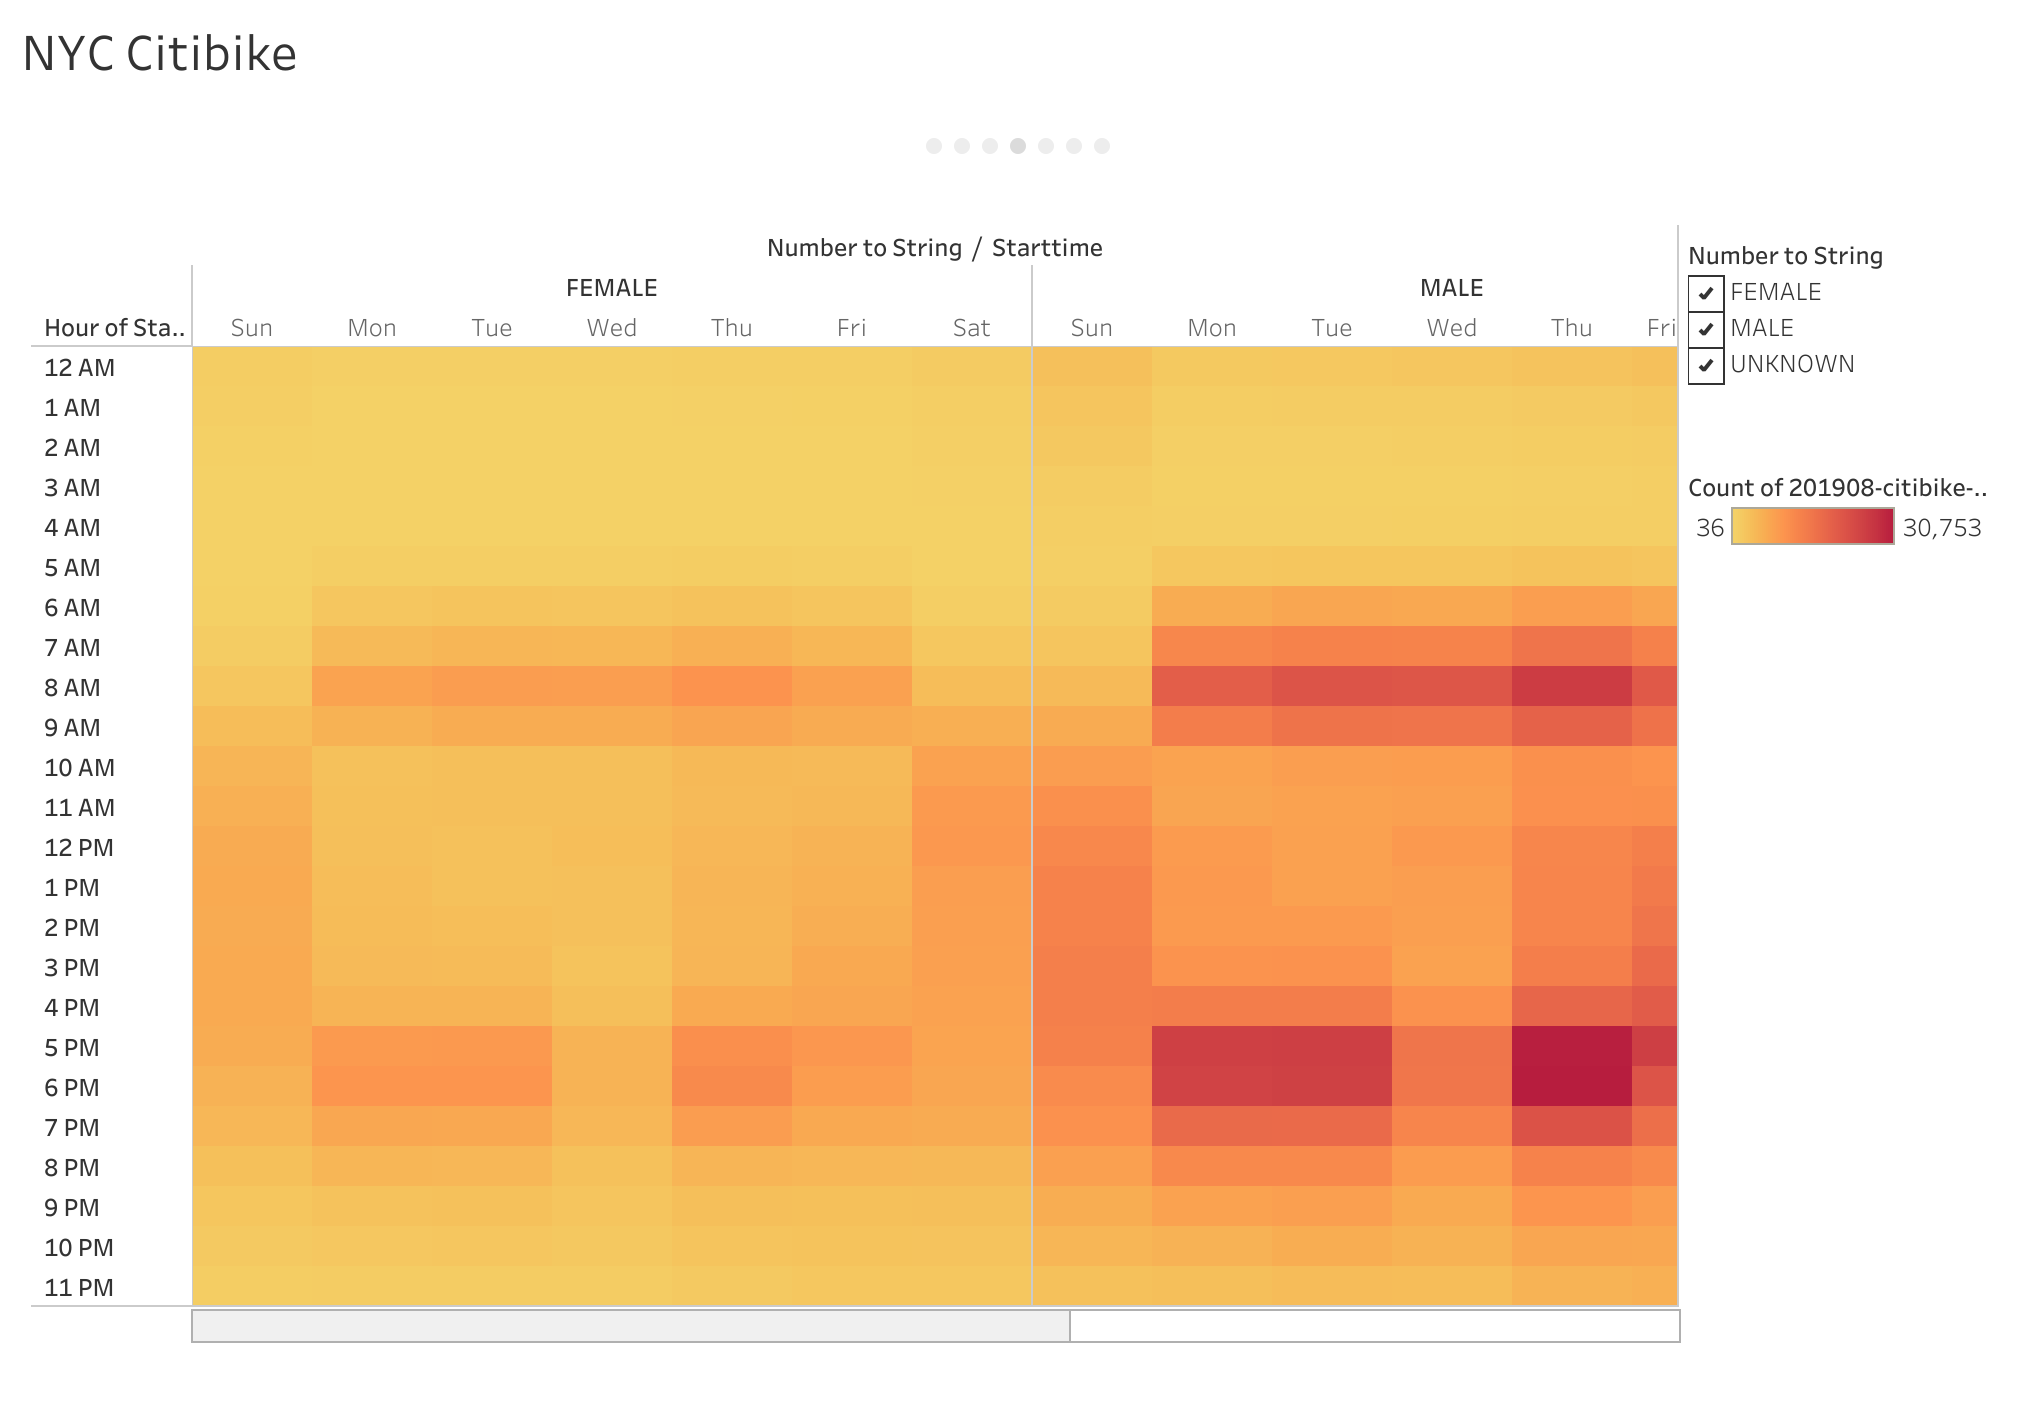 NYC Citibike
Number to String / Starttime
FEMALE MALE
Hour of Sta.. Sun Mon Tue Wed Thu Fri Sat Sun Mon Tue Wed Thu Fri
12 AM
1 AM
2 AM
3 AM
4 AM
5 AM
6 AM
7 AM
8 AM
9 AM
10 AM
11 AM
12 PM
1 PM
2 PM
3 PM
4 PM
5 PM
6 PM
7 PM
8 PM
9 PM
10 PM
11 PM
Number to String
FEMALE
MALE
UNKNOWN
Count of 201908-citibike-..
36 30,753